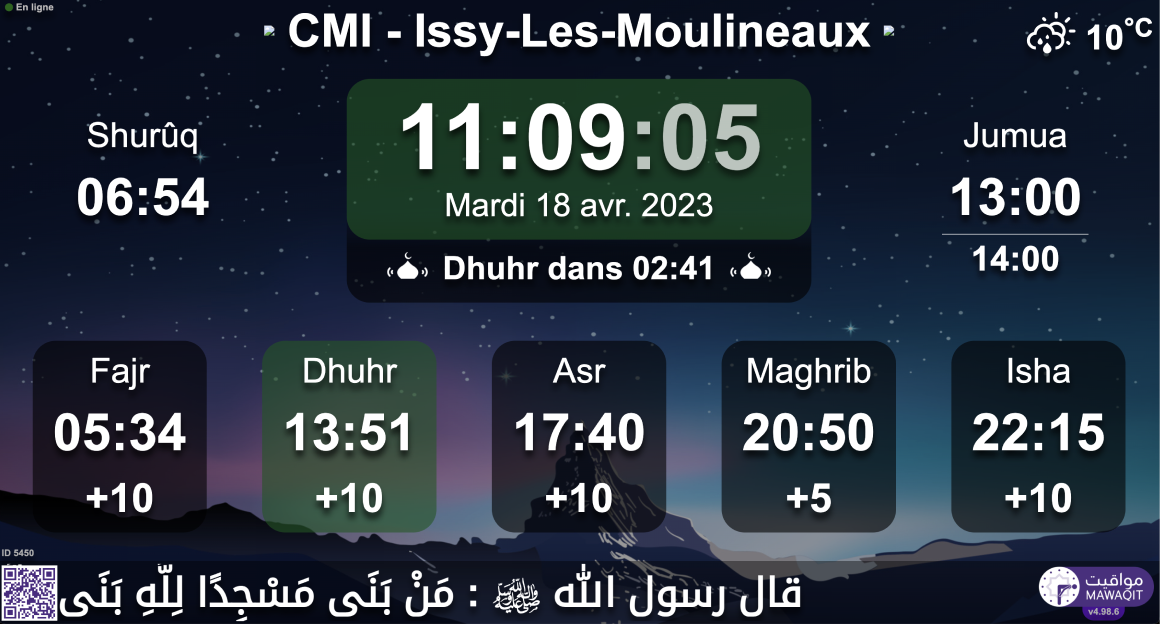 En ligne
CMI - Issy-Les-Moulineaux
10°C
Shurûq
06:54
11:09:05
Mardi 18 avr. 2023
Dhuhr dans 02:41
Jumua
13:00
14:00
Fajr
05:34
+10
Dhuhr
13:51
+10
Asr
17:40
+10
Maghrib
20:50
+5
Isha
22:15
+10
ID 5450
قال رسول الله ﷺ : مَنْ بَنَى مَسْجِدًا لِلَّهِ بَنَى
مواقيت
MAWAQIT
v4.98.6